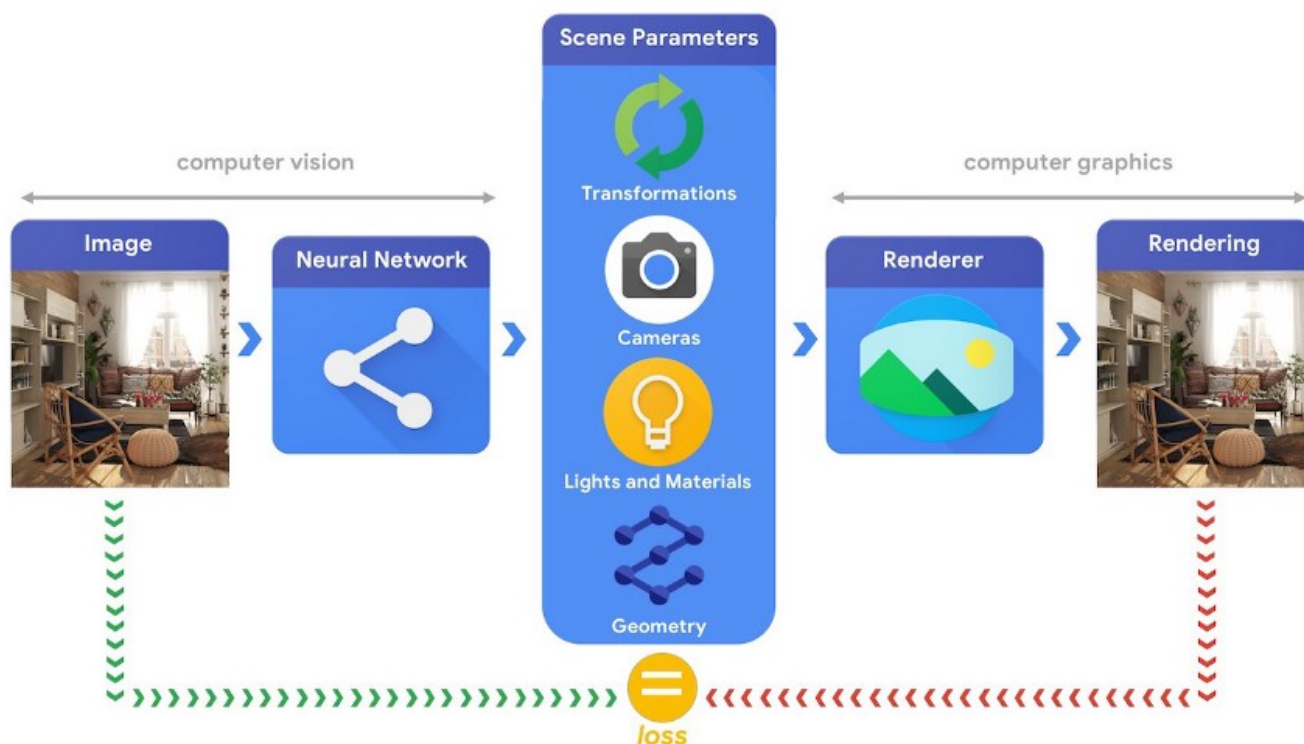 Scene Parameters
Transformations
Cameras
Lights and Materials
Geometry
computer vision
computer graphics
Image
Neural Network
Renderer
Rendering
loss